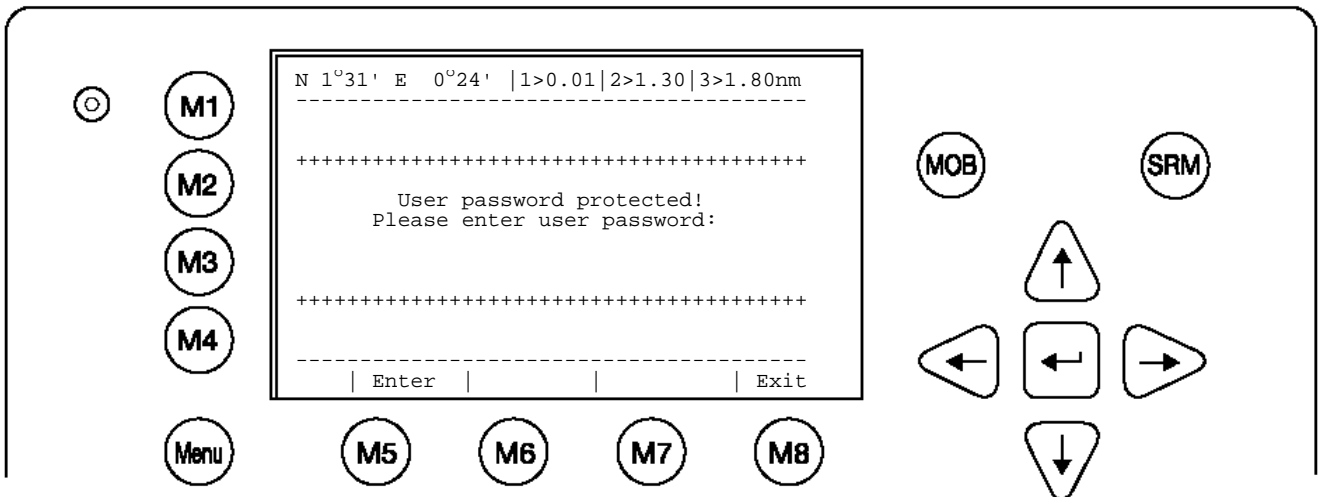 N 1°31' E 0°24' |1>0.01|2>1.30|3>1.80nm
----------------------------------------
++++++++++++++++++++++++++++++++++++++++
User password protected!
Please enter user password:
++++++++++++++++++++++++++++++++++++++++
----------------------------------------
| Enter | | | Exit
M1
M2
M3
M4
Menu
M5
M6
M7
M8
MOB
SRM